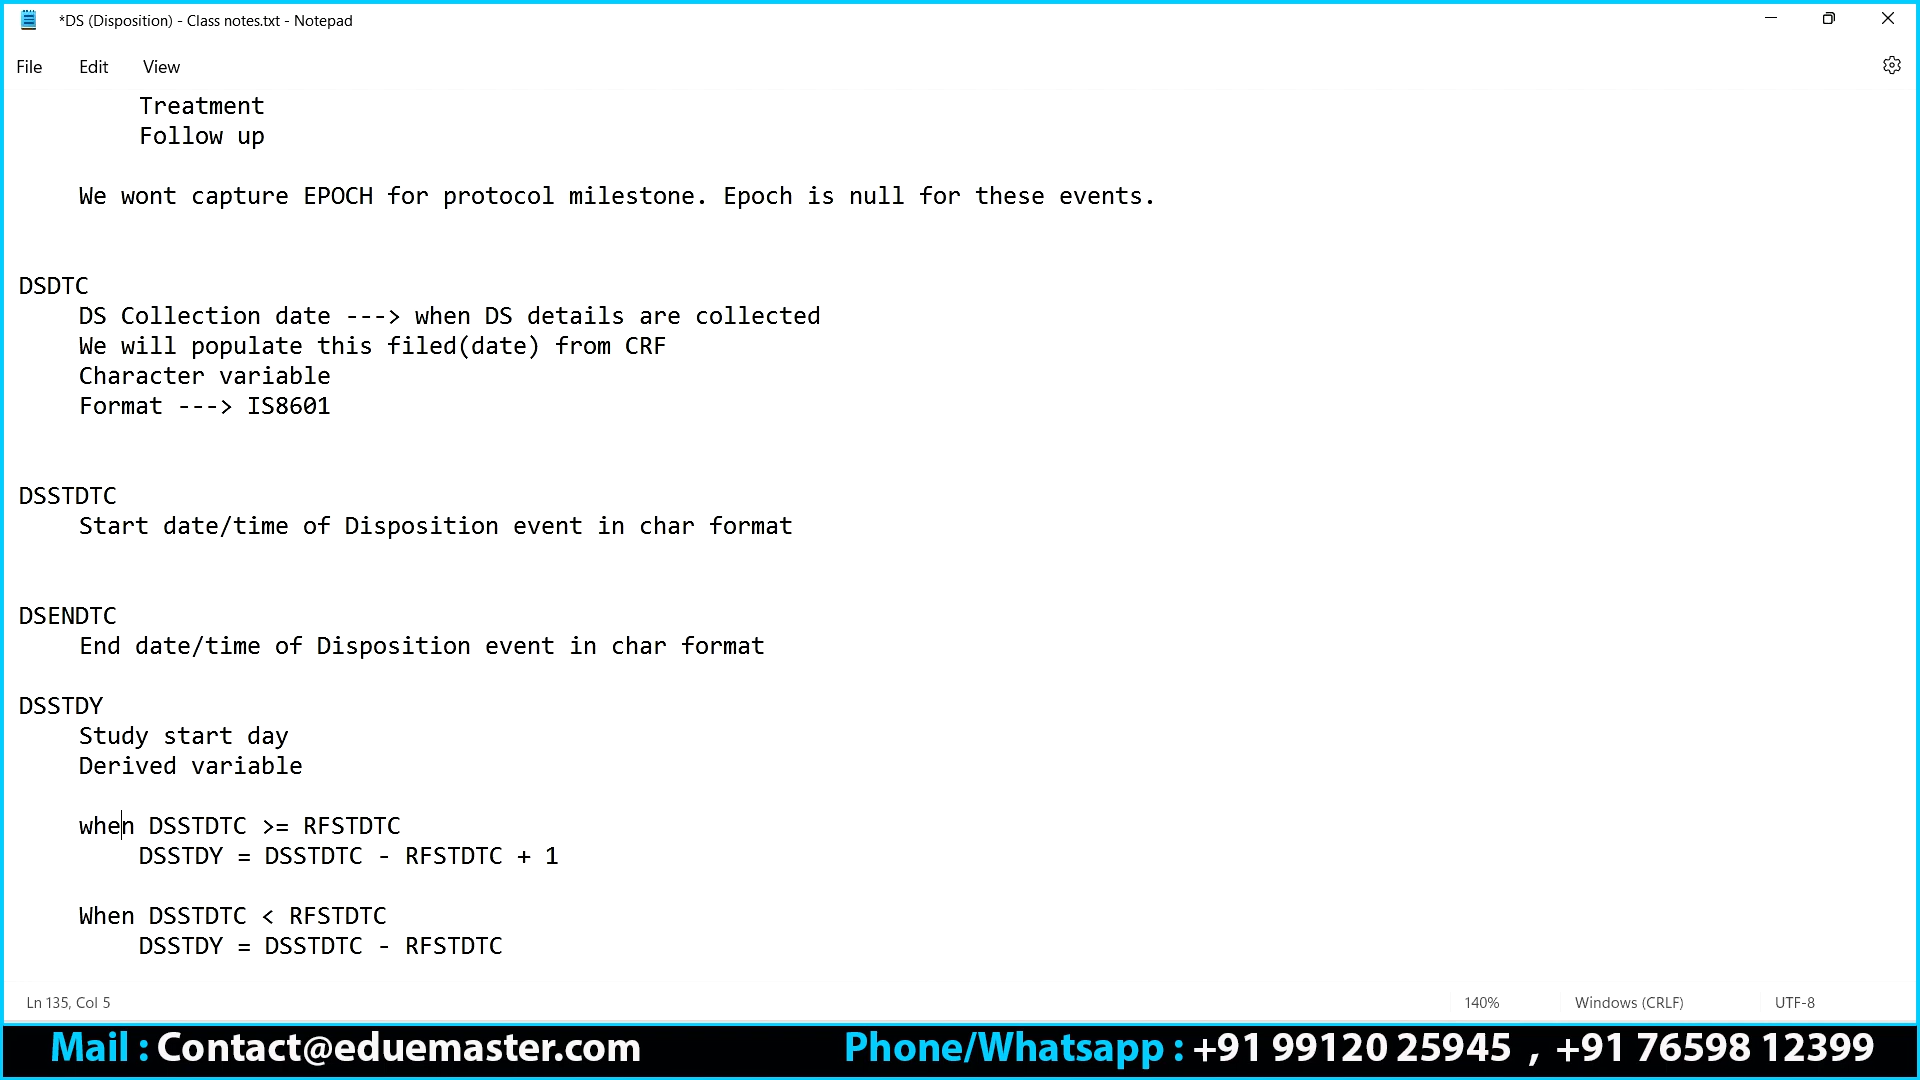 *DS (Disposition) - Class notes.txt - Notepad
File Edit View
Treatment
Follow up
We wont capture EPOCH for protocol milestone. Epoch is null for these events.
DSDTC
DS Collection date ---> when DS details are collected
We will populate this filed(date) from CRF
Character variable
Format ---> IS8601
DSSTDTC
Start date/time of Disposition event in char format
DSENDTC
End date/time of Disposition event in char format
DSSTDY
Study start day
Derived variable
when DSSTDTC >= RFSTDTC
DSSTDY = DSSTDTC - RFSTDTC + 1
When DSSTDTC < RFSTDTC
DSSTDY = DSSTDTC - RFSTDTC
Ln 135, Col 5 140% Windows (CRLF) UTF-8
Mail : Contact@eduemaster.com Phone/Whatsapp : +91 99120 25945 , +91 76598 12399